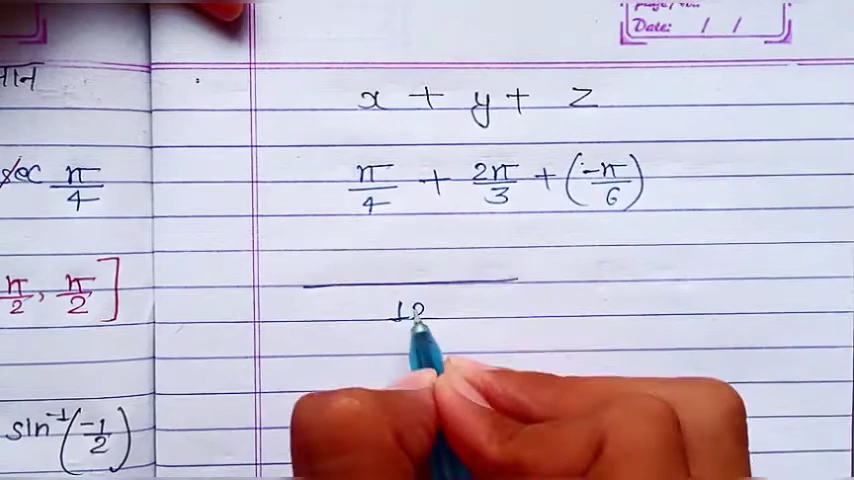 Date: / /
मान
x + y + z
sec π/4
π/4 + 2π/3 + (-π/6)
π/2, π/2]
12
sin⁻¹(-1/2)